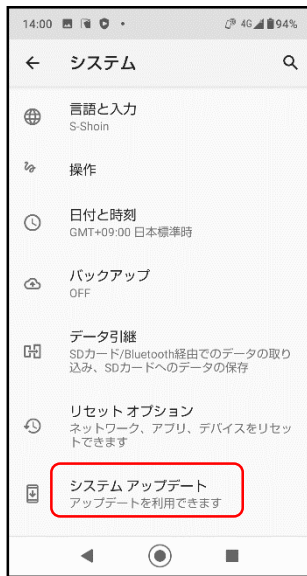 14:00 4G 94%
システム
言語と入力
S-Shoin
操作
日付と時刻
GMT+09:00 日本標準時
バックアップ
OFF
データ引継
SDカード/Bluetooth経由でのデータの取り
込み、SDカードへのデータの保存
リセット オプション
ネットワーク、アプリ、デバイスをリセッ
トできます
システム アップデート
アップデートを利用できます